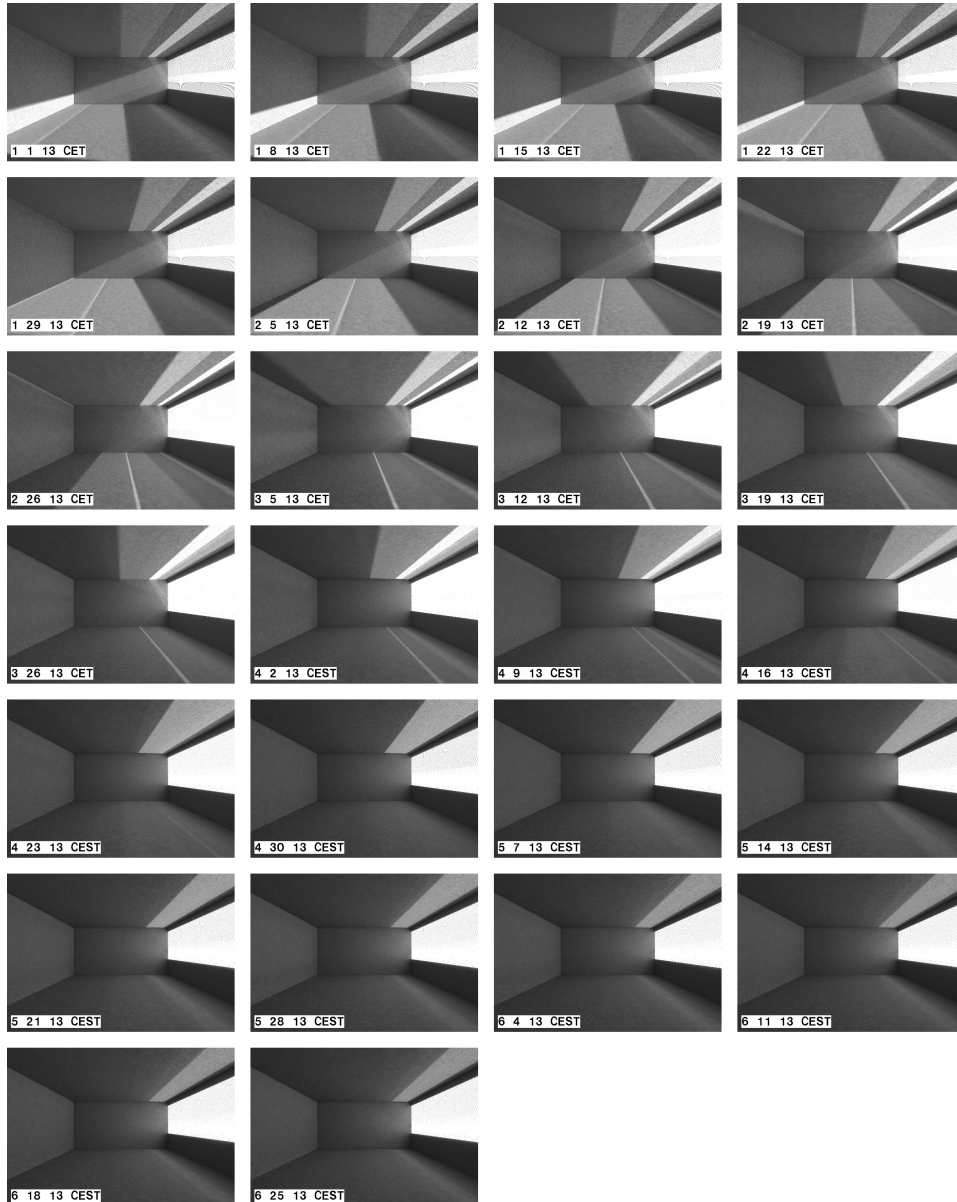 1 1 13 CET
1 8 13 CET
1 15 13 CET
1 22 13 CET
1 29 13 CET
2 5 13 CET
2 12 13 CET
2 19 13 CET
2 26 13 CET
3 5 13 CET
3 12 13 CET
3 19 13 CET
3 26 13 CET
4 2 13 CEST
4 9 13 CEST
4 16 13 CEST
4 23 13 CEST
4 30 13 CEST
5 7 13 CEST
5 14 13 CEST
5 21 13 CEST
5 28 13 CEST
6 4 13 CEST
6 11 13 CEST
6 18 13 CEST
6 25 13 CEST